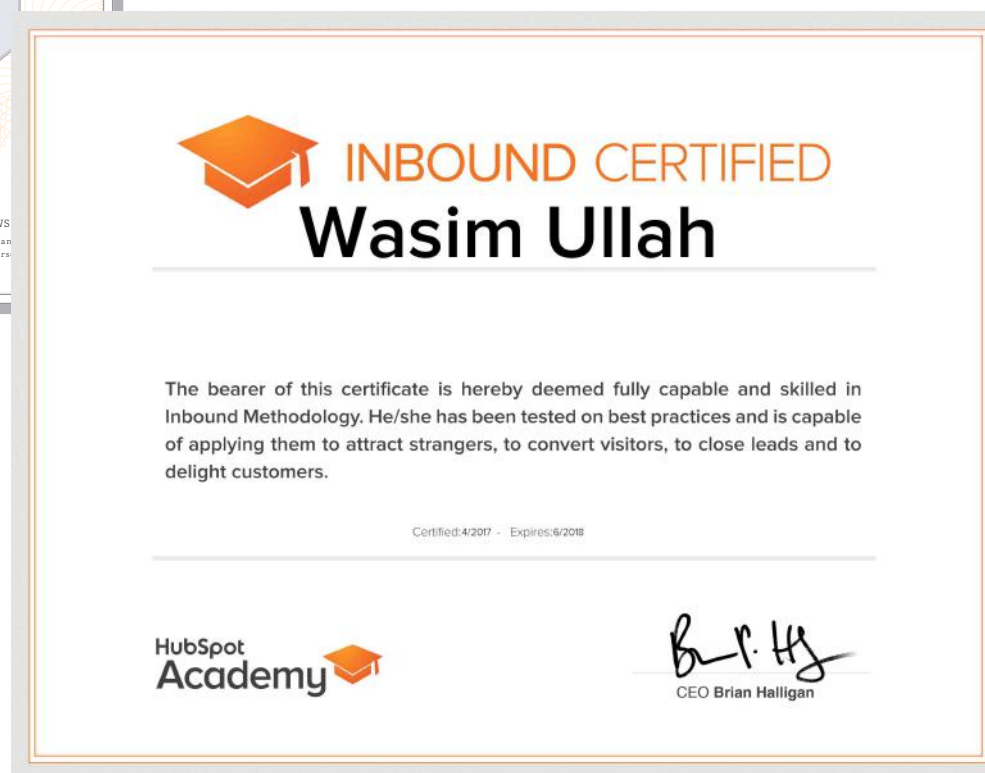 INBOUND CERTIFIED
Wasim Ullah
The bearer of this certificate is hereby deemed fully capable and skilled in
Inbound Methodology. He/she has been tested on best practices and is capable
of applying them to attract strangers, to convert visitors, to close leads and to
delight customers.
Certified:4/2017 - Expires:6/2018
HubSpot
Academy
CEO Brian Halligan